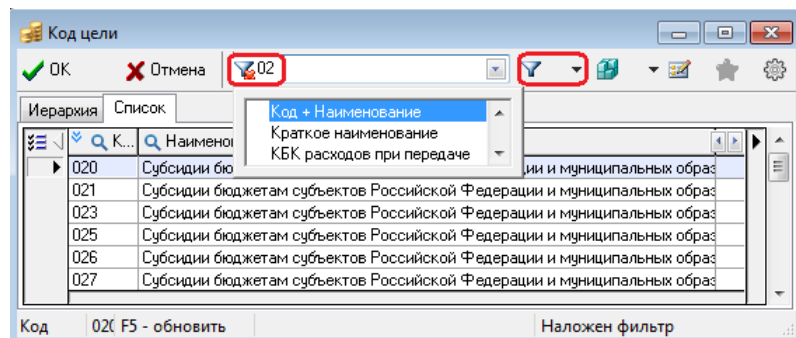 Код цели
OK Отмена 02
Иерархия Список
Код + Наименование
Краткое наименование
КБК расходов при передаче
К... Наимено
020 Субсидии бю ии и муниципальных образ
021 Субсидии бюджетам субъектов Российской Федерации и муниципальных образ
023 Субсидии бюджетам субъектов Российской Федерации и муниципальных образ
025 Субсидии бюджетам субъектов Российской Федерации и муниципальных образ
026 Субсидии бюджетам субъектов Российской Федерации и муниципальных образ
027 Субсидии бюджетам субъектов Российской Федерации и муниципальных образ
Код 020 F5 - обновить Наложен фильтр